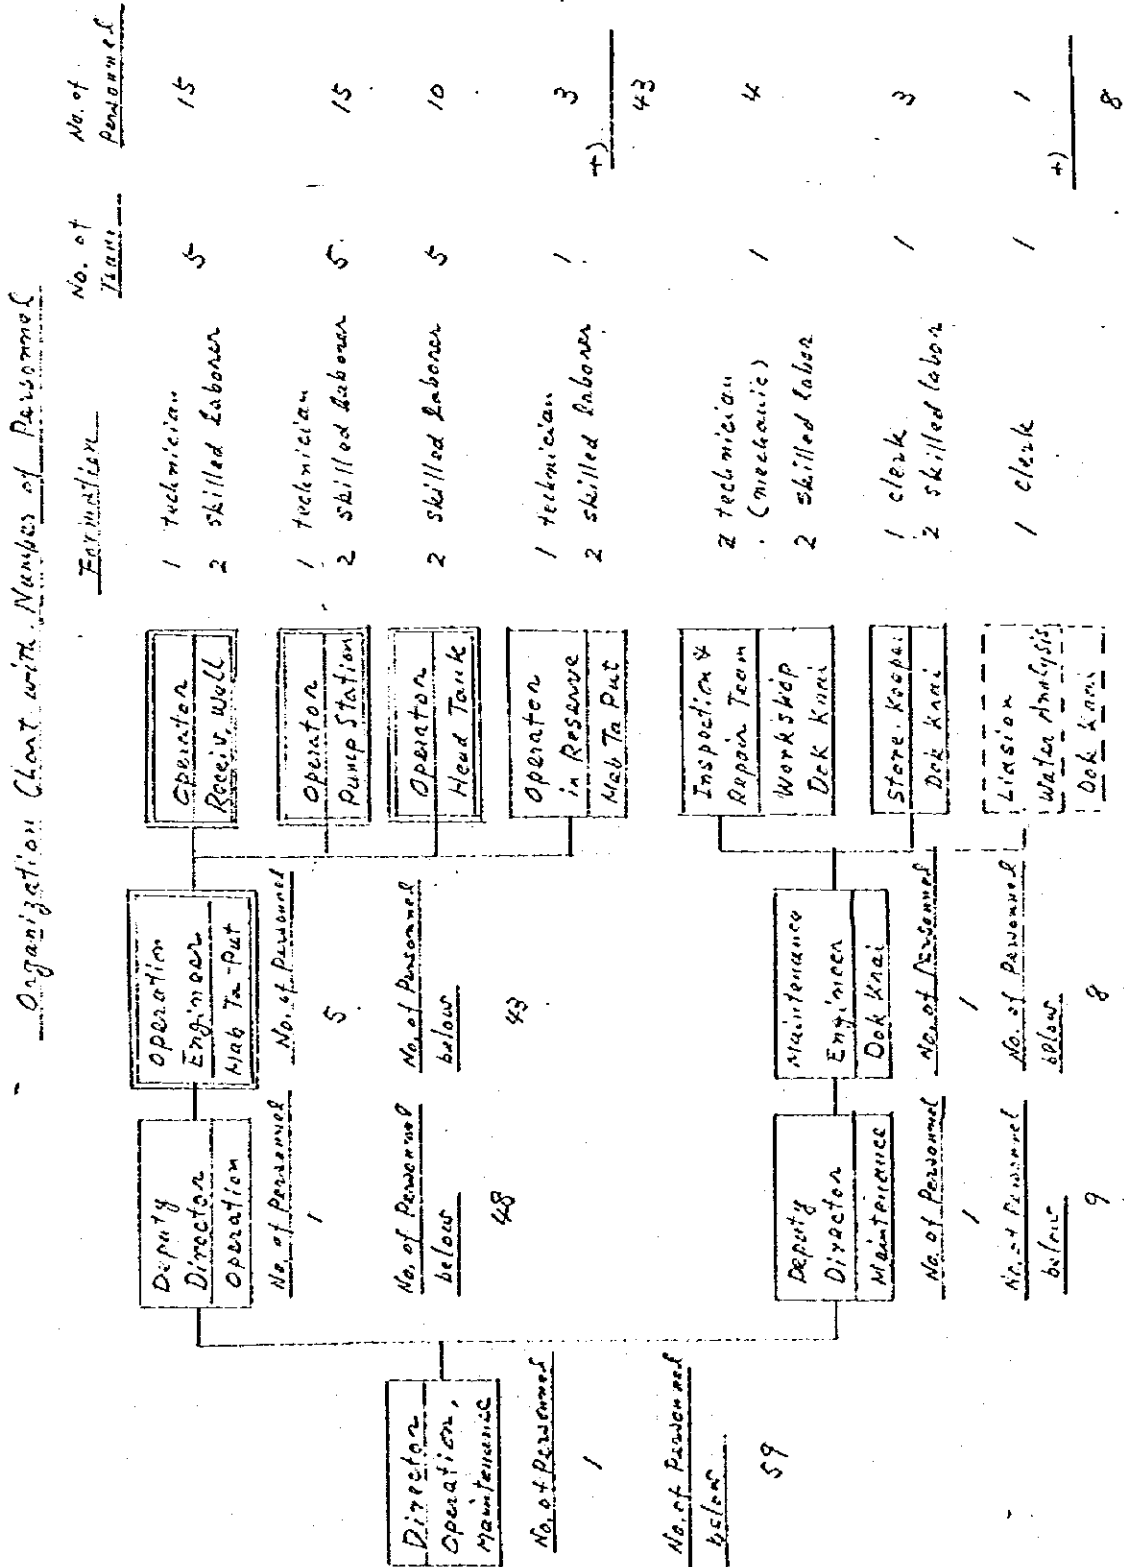 Organization Chart with Numbes of Personnel
Formation
No. of
Team
No. of
Personnel
Director
Operation,
Maintenance
No. of Personnel
1
No. of Personnel
below
59
Deputy
Director
Operation
No. of Personnel
1
No. of Personnel
below
48
Operation
Engineer
Mab Ta-Put
No. of Personnel
5
No. of Personnel
below
43
Operator
Receiv. Well
1 technician
2 skilled laborer 5 15
Operator
Pump Station
1 technician
2 skilled laborer 5 15
Operator
Head Tank
2 skilled laborer 5 10
Operator
in Reserve
Mab Ta Put
1 technician
2 skilled laborer 1 3
+)
43
Deputy
Director
Maintenance
No. of Personnel
1
No. of Personnel
below
9
Maintenance
Engineer
Dok Krai
No. of Personnel
1
No. of Personnel
below
8
Inspection &
Repair Team
Workshop
Dok Krai
2 technician
(mechanic)
2 skilled labor 1 4
Store Keeper
Dok Krai
1 clerk
2 skilled labor 1 3
Liasion
Water Analysis
Dok Krai
1 clerk 1 1
+)
8